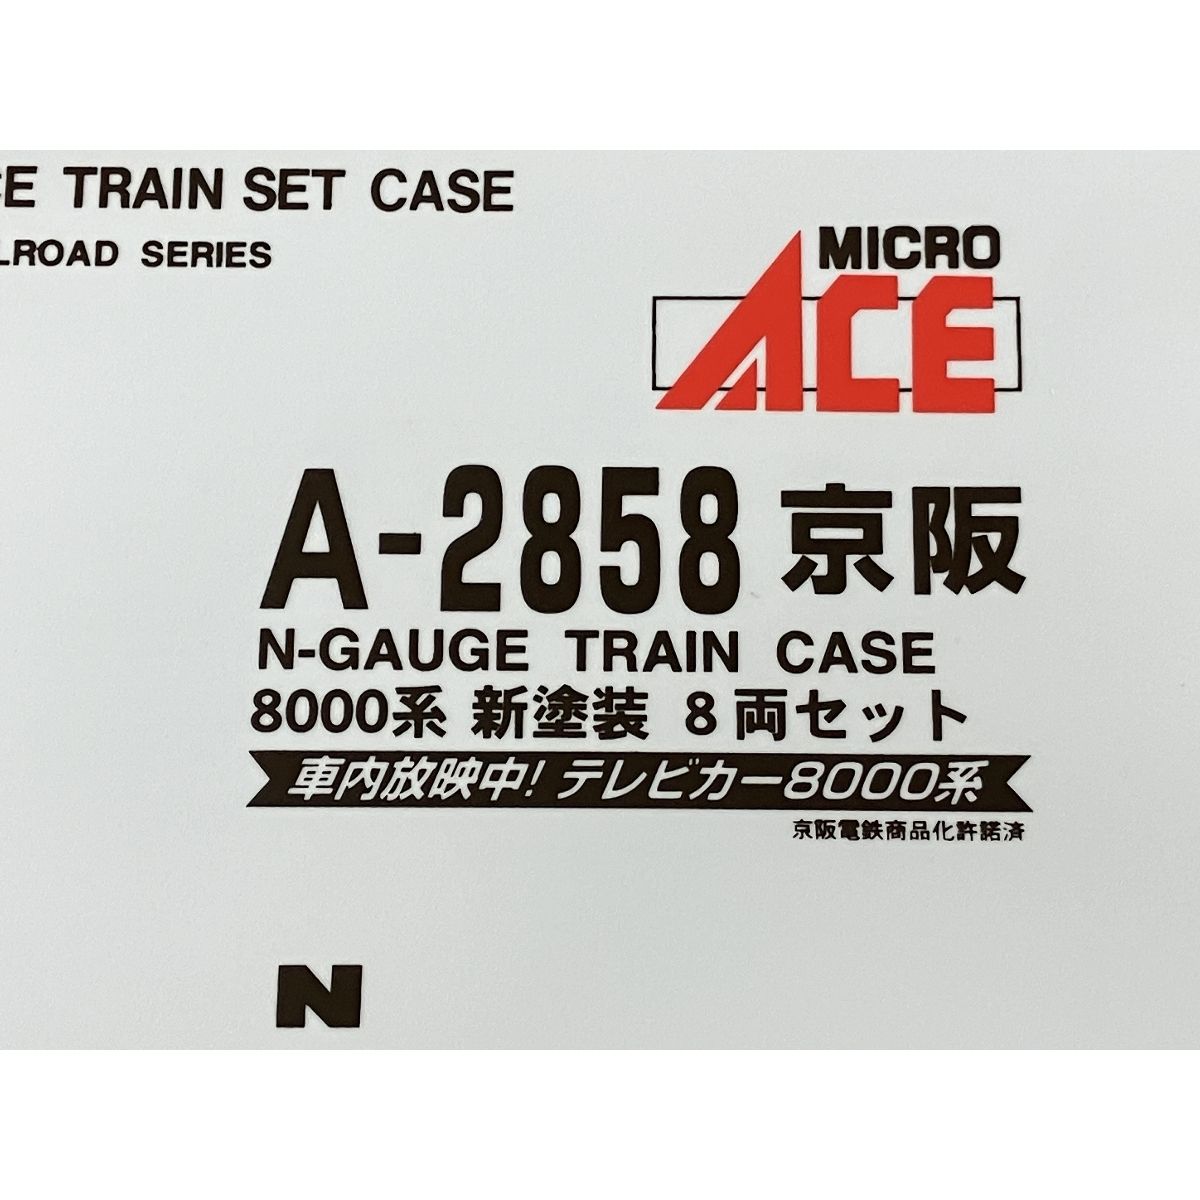 TRAIN SET CASE
SERIES
MICRO
ACE
A-2858 京阪
N-GAUGE TRAIN CASE
8000系 新塗装 8両セット
車内放映中! テレビカー8000系
京阪電鉄商品化許諾済
N